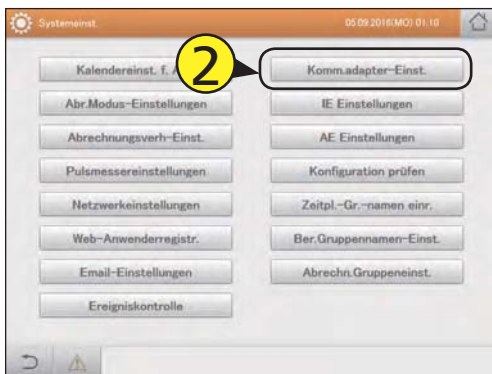 Systemeinst.
05.09.2016(MO) 01:10
2
Kalendereinst. f.
Komm.adapter-Einst.
Abr.Modus-Einstellungen
IE Einstellungen
Abrechnungsverh-Einst.
AE Einstellungen
Pulsmessereinstellungen
Konfiguration prüfen
Netzwerkeinstellungen
Zeitpl.-Gr.-namen einr.
Web-Anwenderregistr.
Ber.Gruppennamen-Einst.
Email-Einstellungen
Abrechn.Gruppeneinst.
Ereigniskontrolle